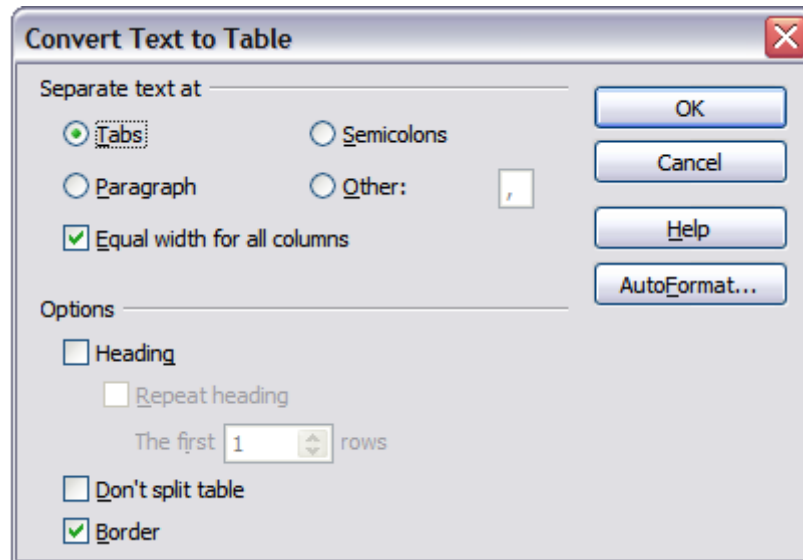 Convert Text to Table
Separate text at
Tabs
Semicolons
Paragraph
Other: ,
Equal width for all columns
OK
Cancel
Help
AutoFormat...
Options
Heading
Repeat heading
The first 1 rows
Don't split table
Border